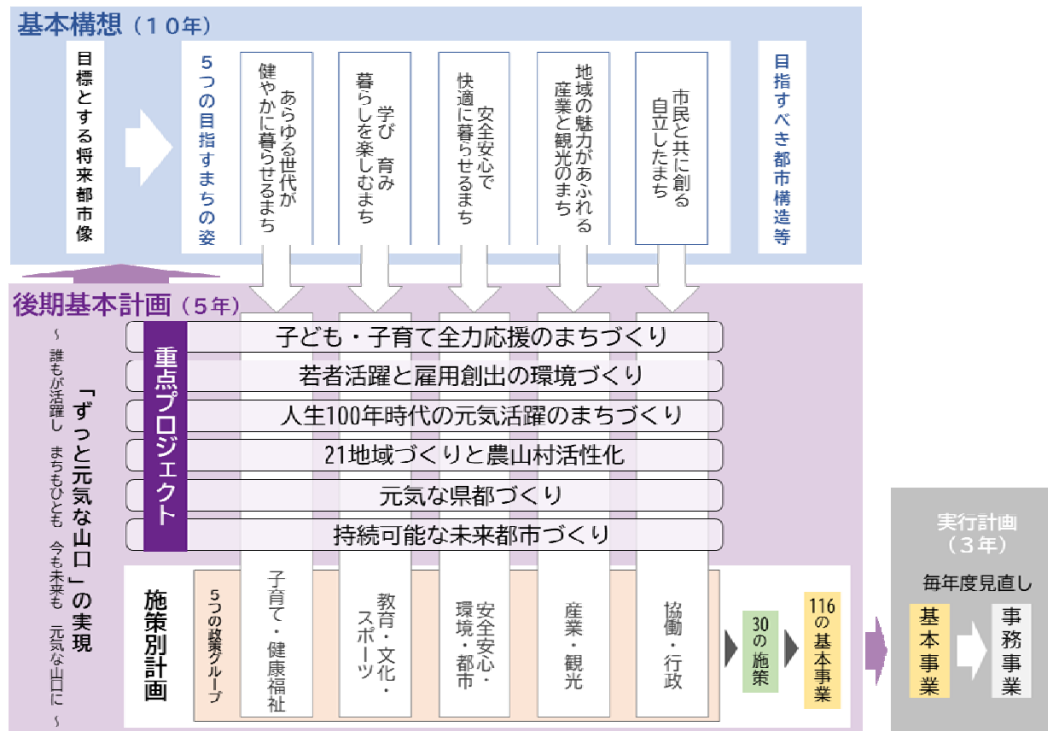 基本構想(10年)
目標とする将来都市像
5つの目指すまちの姿
あらゆる世代が
健やかに暮らせるまち
学び 育み
暮らしを楽しむまち
安全安心で
快適に暮らせるまち
地域の魅力があふれる
産業と観光のまち
市民と共に創る
自立したまち
目指すべき都市構造等
後期基本計画(5年)
「ずっと元気な山口」の実現
~ 誰もが活躍し まちもひとも 今も未来も 元気な山口に ~
重点プロジェクト
子ども・子育て全力応援のまちづくり
若者活躍と雇用創出の環境づくり
人生100年時代の元気活躍のまちづくり
21地域づくりと農山村活性化
元気な県都づくり
持続可能な未来都市づくり
施策別計画
5つの政策グループ
子育て・健康福祉
教育・文化・
スポーツ
安全安心・
環境・都市
産業・観光
協働・行政
30の施策
116の基本事業
実行計画
(3年)
毎年度見直し
基本事業
事務事業